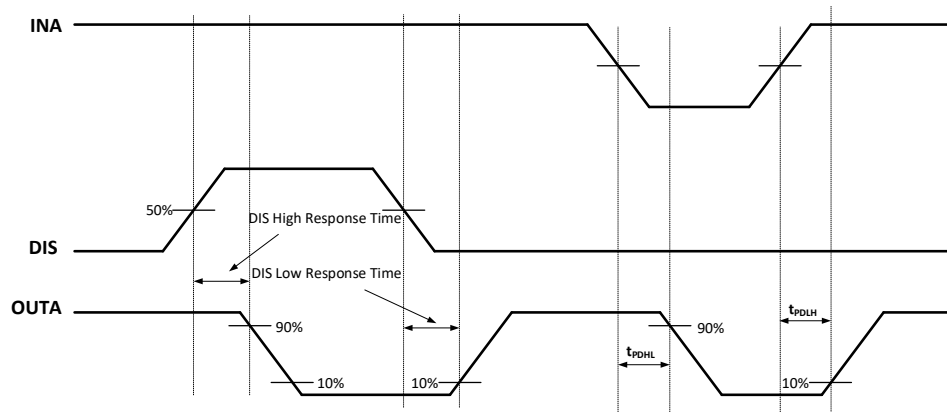 INA
50%
DIS High Response Time
DIS
DIS Low Response Time
OUTA
90%
10%
10%
90%
tPDHL
tPDLH
10%